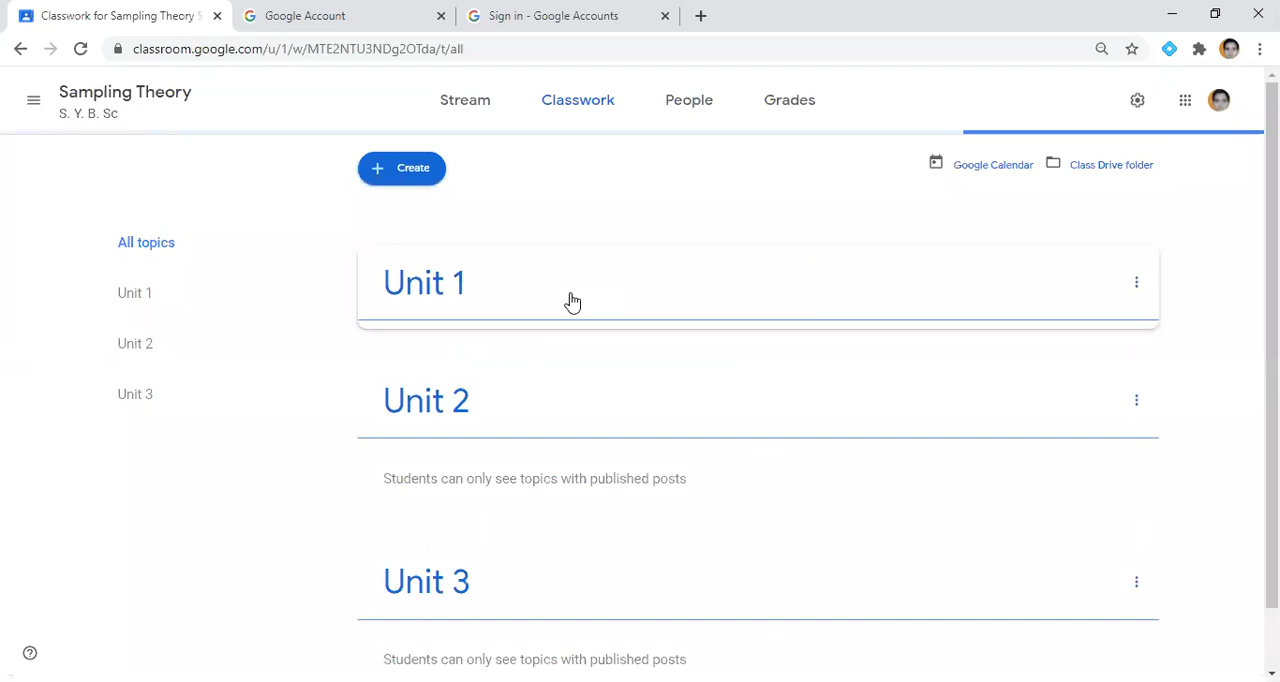 Classwork for Sampling Theory
Google Account
Sign in - Google Accounts
classroom.google.com/u/1/w/MTE2NTU3NDg2OTda/t/all
Sampling Theory
S. Y. B. Sc
Stream
Classwork
People
Grades
Create
Google Calendar
Class Drive folder
All topics
Unit 1
Unit 2
Unit 3
Unit 1
Unit 2
Students can only see topics with published posts
Unit 3
Students can only see topics with published posts